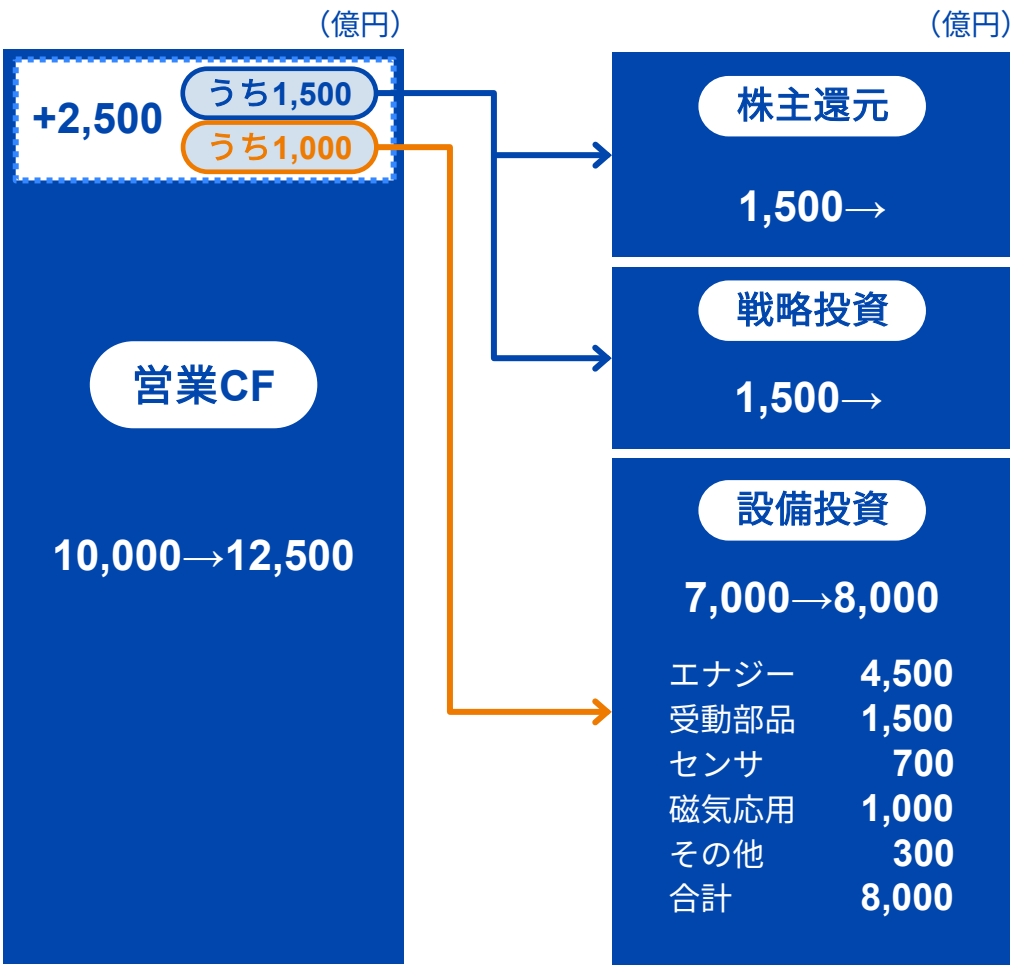 (億円)
+2,500
うち1,500
うち1,000
営業CF
10,000→12,500
(億円)
株主還元
1,500→
戦略投資
1,500→
設備投資
7,000→8,000
エナジー 4,500
受動部品 1,500
センサ 700
磁気応用 1,000
その他 300
合計 8,000